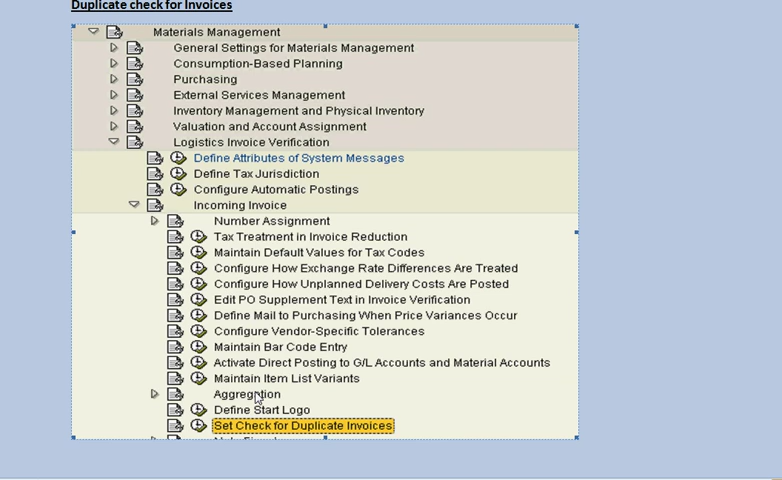 Duplicate check for Invoices
Materials Management
General Settings for Materials Management
Consumption-Based Planning
Purchasing
External Services Management
Inventory Management and Physical Inventory
Valuation and Account Assignment
Logistics Invoice Verification
Define Attributes of System Messages
Define Tax Jurisdiction
Configure Automatic Postings
Incoming Invoice
Number Assignment
Tax Treatment in Invoice Reduction
Maintain Default Values for Tax Codes
Configure How Exchange Rate Differences Are Treated
Configure How Unplanned Delivery Costs Are Posted
Edit PO Supplement Text in Invoice Verification
Define Mail to Purchasing When Price Variances Occur
Configure Vendor-Specific Tolerances
Maintain Bar Code Entry
Activate Direct Posting to G/L Accounts and Material Accounts
Maintain Item List Variants
Aggregation
Define Start Logo
Set Check for Duplicate Invoices